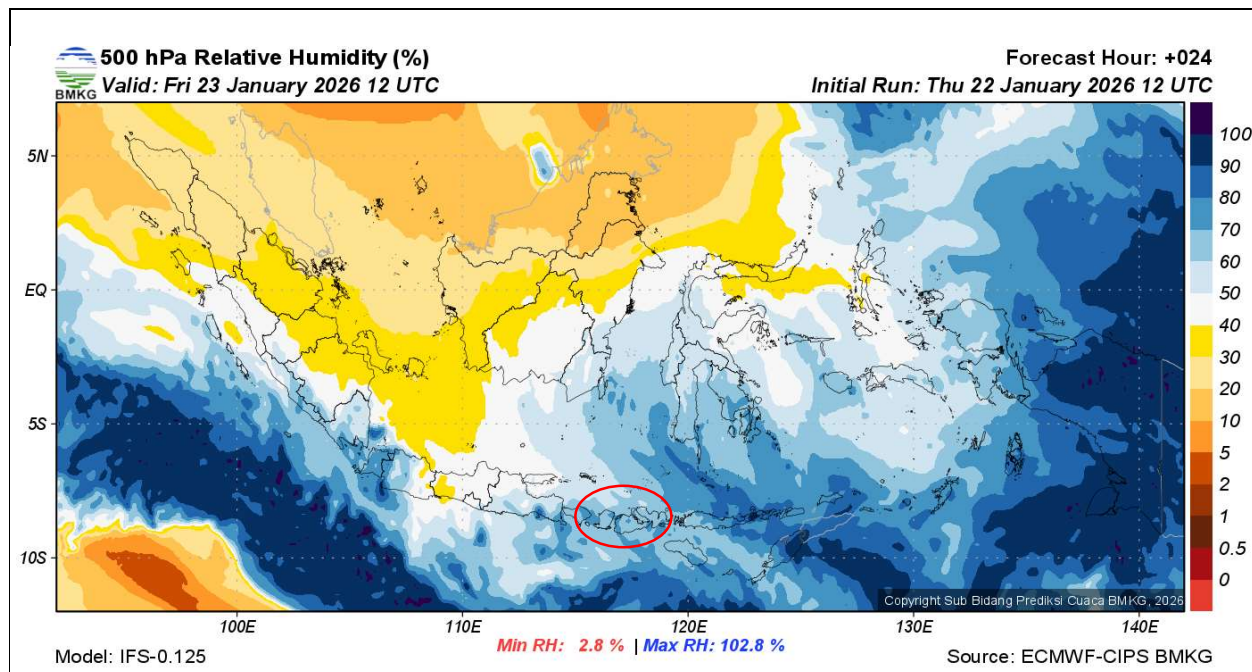 500 hPa Relative Humidity (%)
Forecast Hour: +024
BMKG
Valid: Fri 23 January 2026 12 UTC
Initial Run: Thu 22 January 2026 12 UTC
5N
EQ
5S
10S
100
90
80
70
60
50
40
30
20
10
5
2
1
0.5
0
Copyright Sub Bidang Prediksi Cuaca BMKG, 2026
100E
110E
120E
130E
140E
Min RH: 2.8 % | Max RH: 102.8 %
Model: IFS-0.125
Source: ECMWF-CIPS BMKG